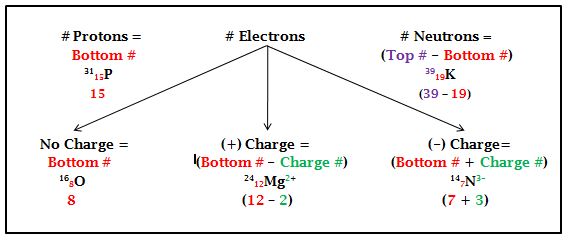 # Protons =
Bottom #
³¹₁₅P
15
# Electrons
# Neutrons =
(Top # – Bottom #)
³⁹₁₉K
(39 – 19)
No Charge =
Bottom #
¹⁶₈O
8
(+) Charge =
(Bottom # – Charge #)
²⁴₁₂Mg²⁺
(12 – 2)
(–) Charge=
(Bottom # + Charge #)
¹⁴₇N³⁻
(7 + 3)